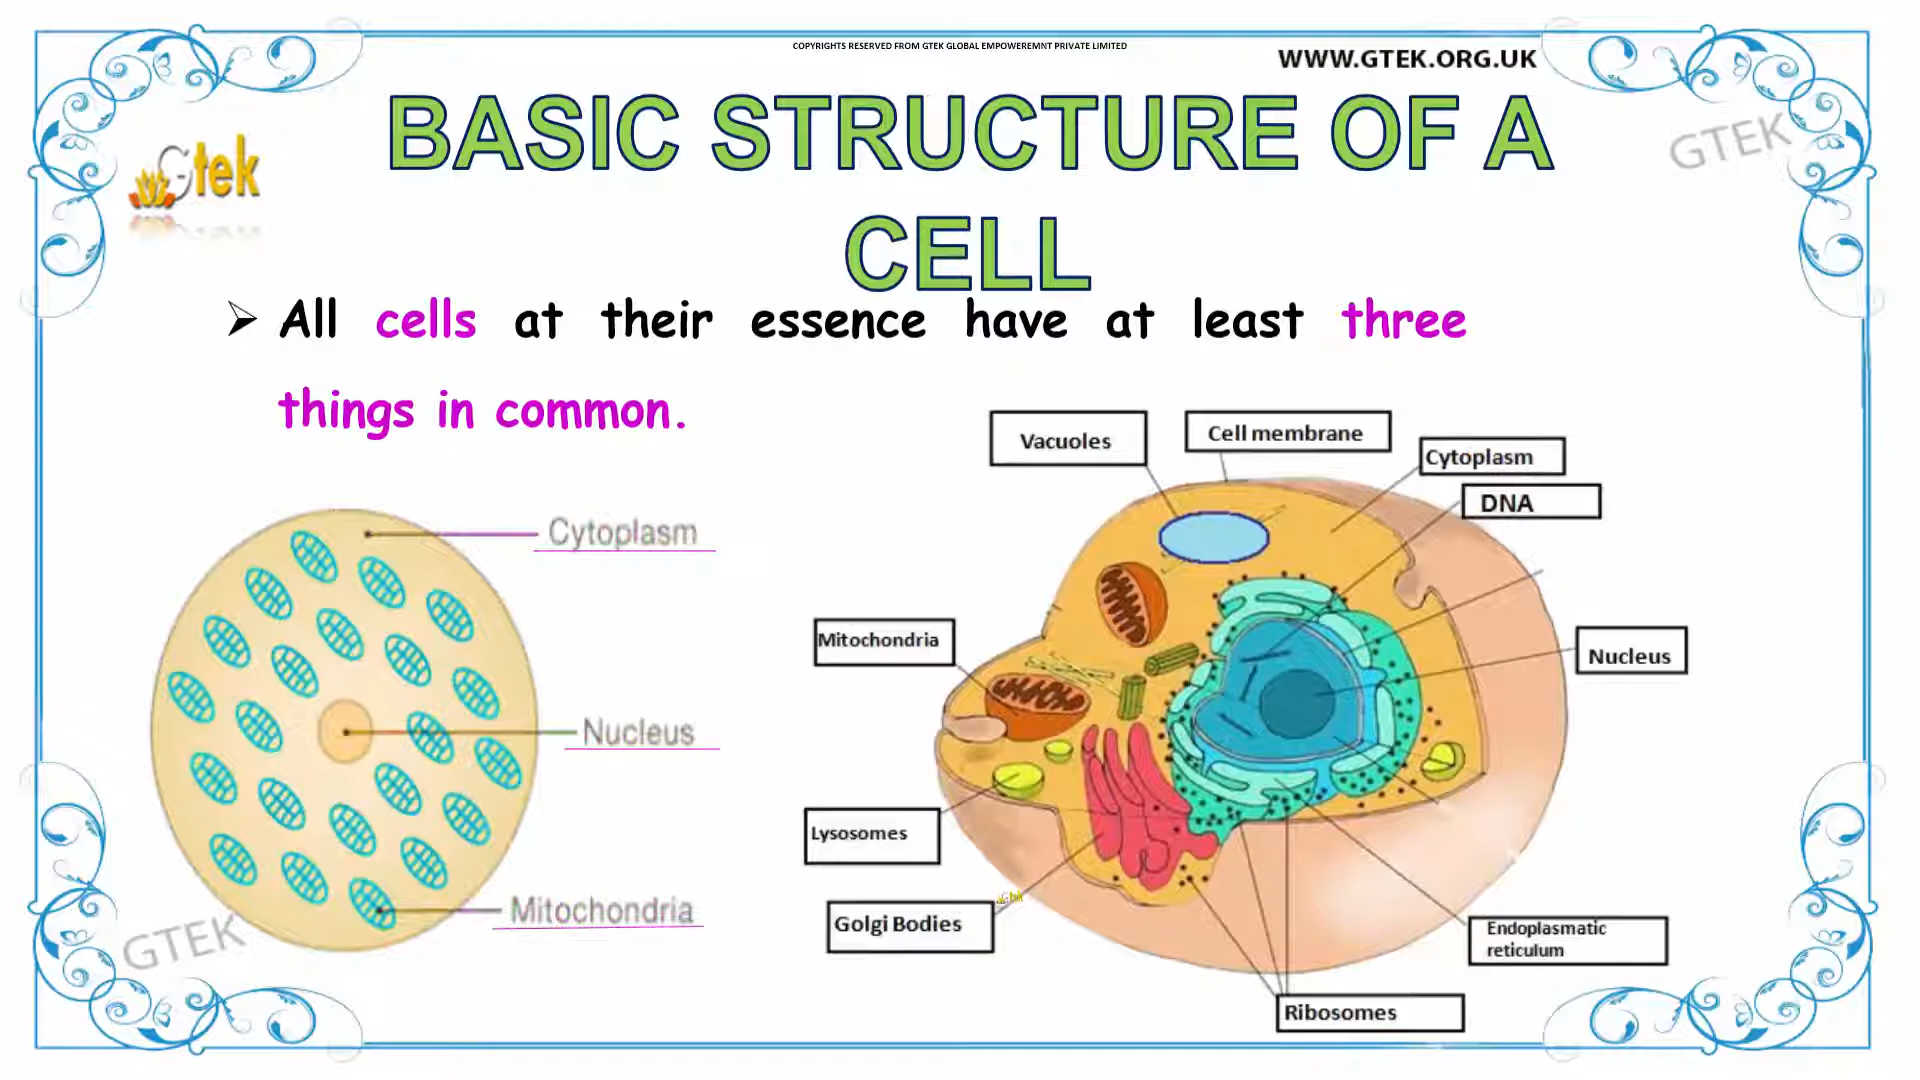 COPYRIGHTS RESERVED FROM GTEK GLOBAL EMPOWEREMNT PRIVATE LIMITED
WWW.GTEK.ORG.UK
Gtek
GTEK
BASIC STRUCTURE OF A
CELL
All cells at their essence have at least three
things in common.
Cytoplasm
Nucleus
Mitochondria
GTEK
Vacuoles
Cell membrane
Cytoplasm
DNA
Mitochondria
Nucleus
Lysosomes
Golgi Bodies
Gtek
Endoplasmatic
reticulum
Ribosomes